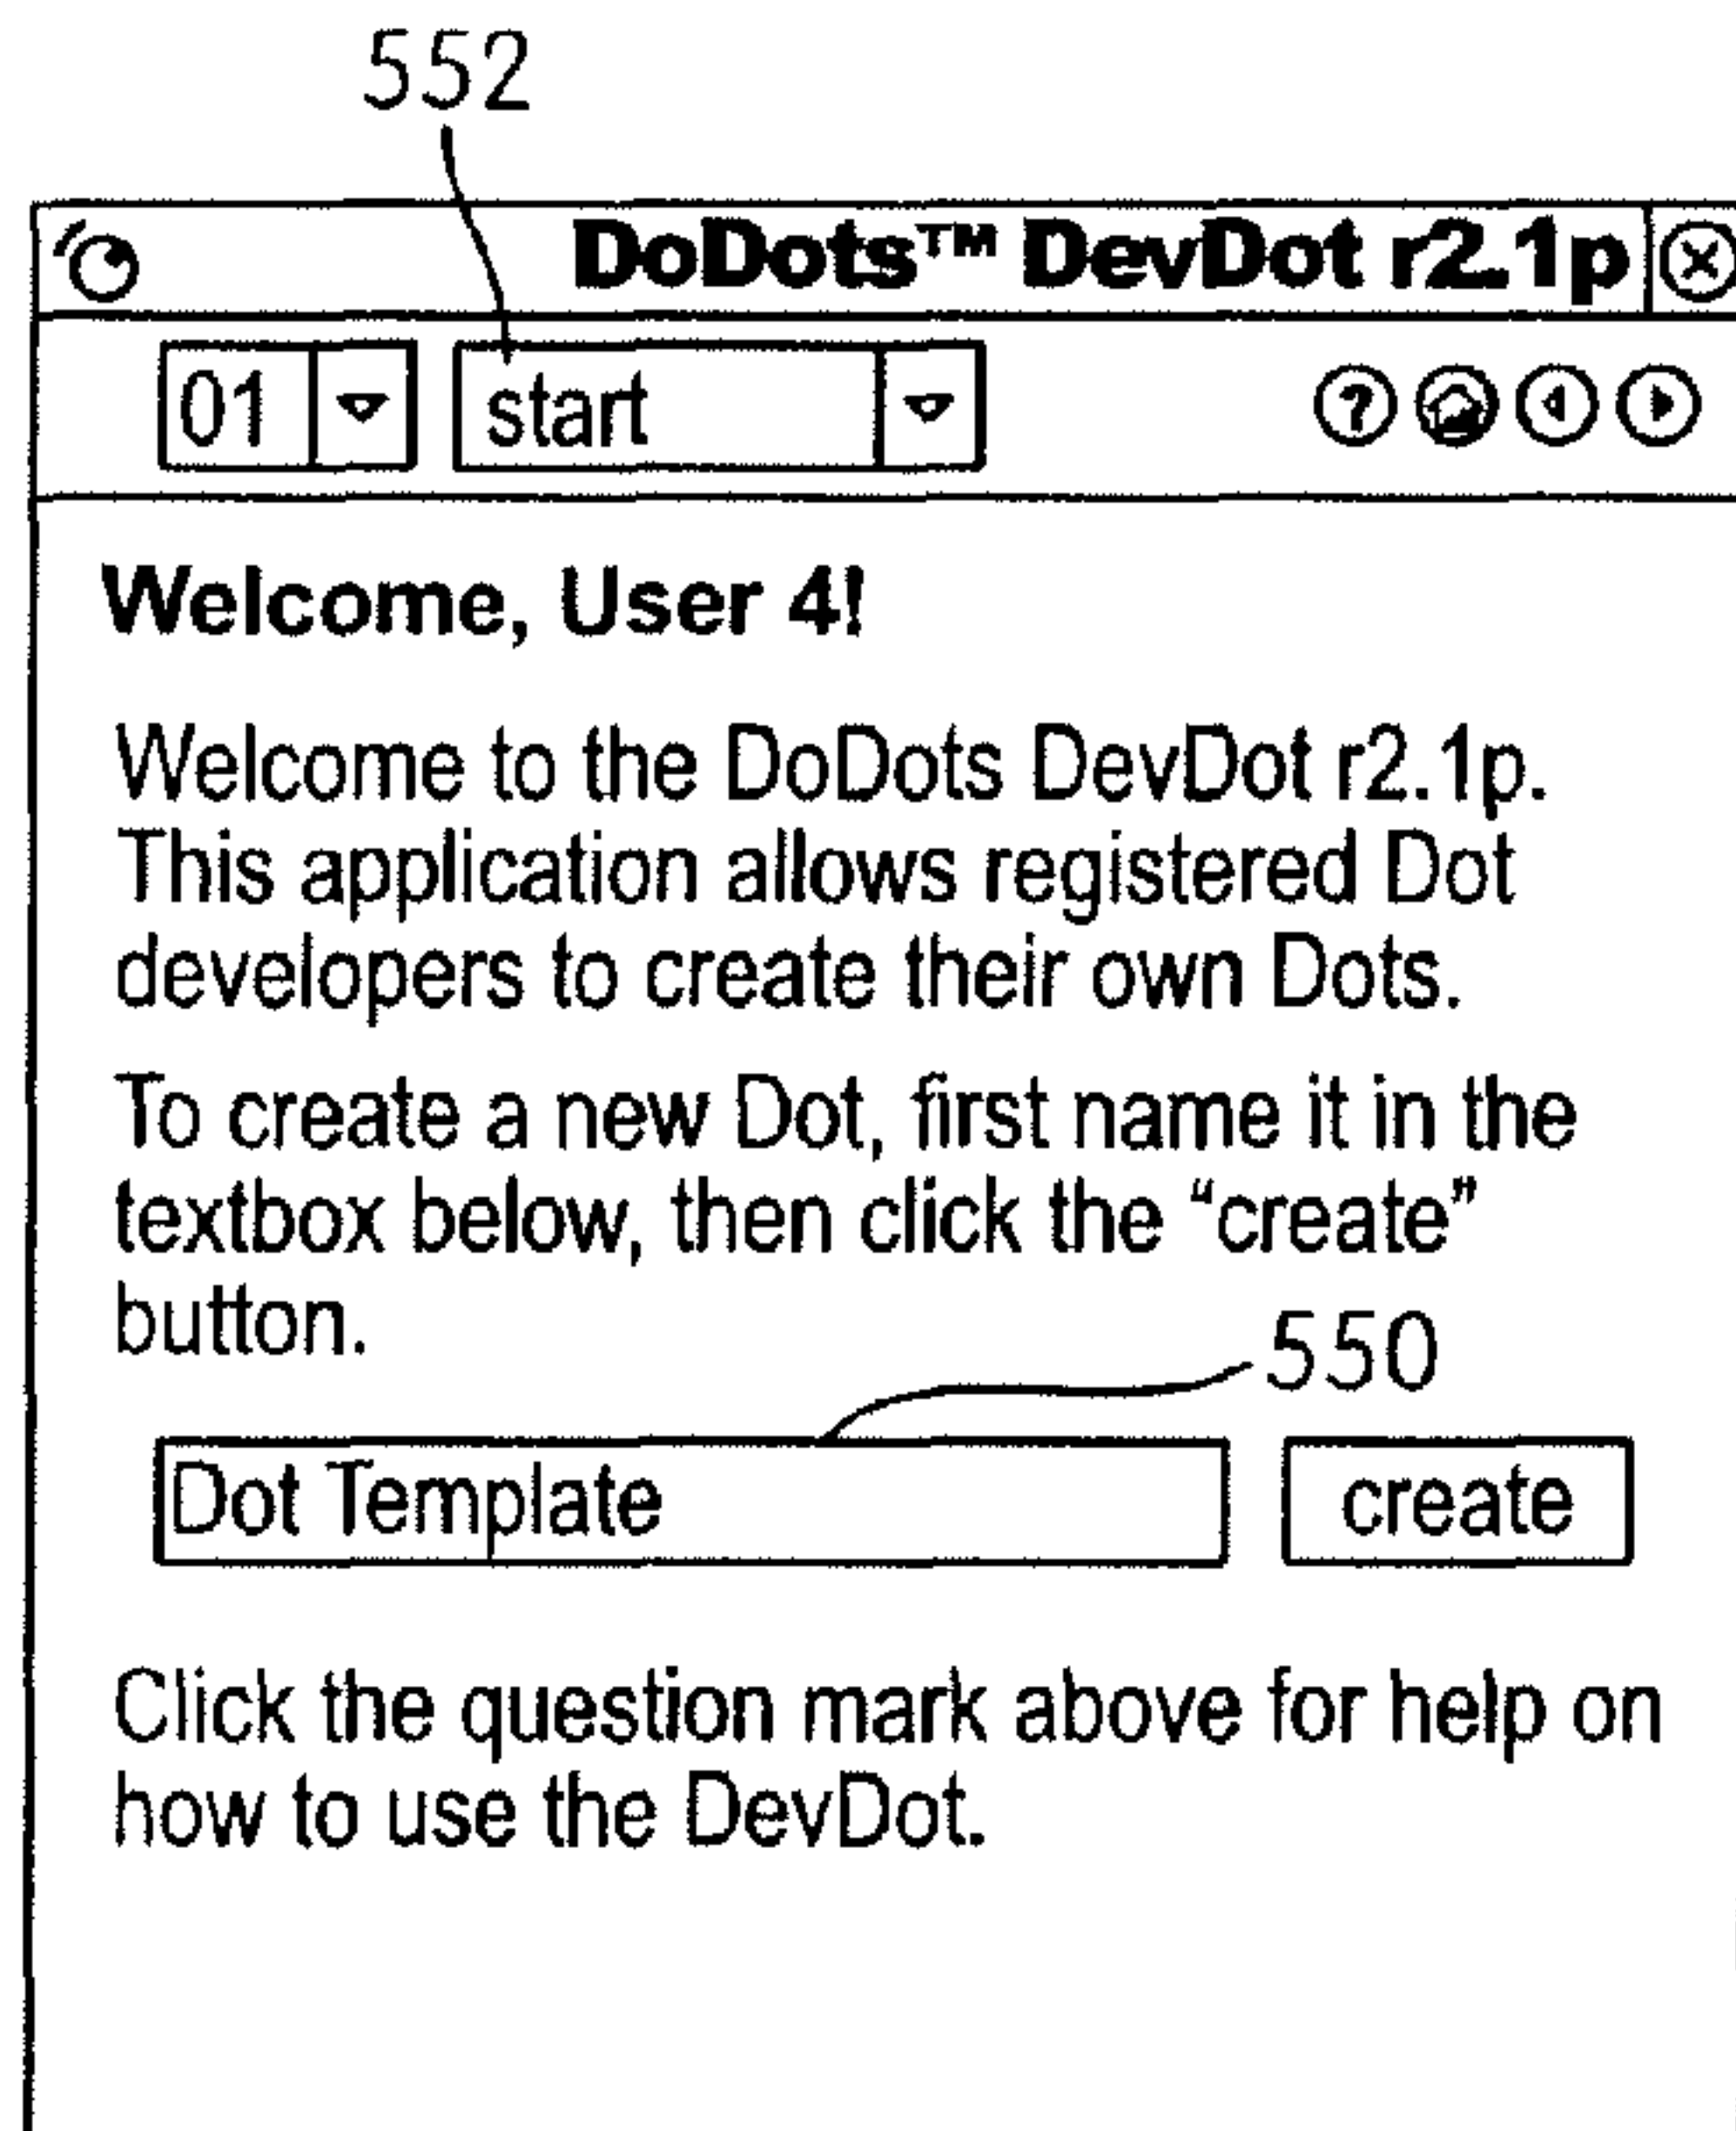 552
DoDots™ DevDot r2.1p
01 start ?
Welcome, User 4!
Welcome to the DoDots DevDot r2.1p.
This application allows registered Dot
developers to create their own Dots.
To create a new Dot, first name it in the
textbox below, then click the “create”
button.
550
Dot Template create
Click the question mark above for help on
how to use the DevDot.